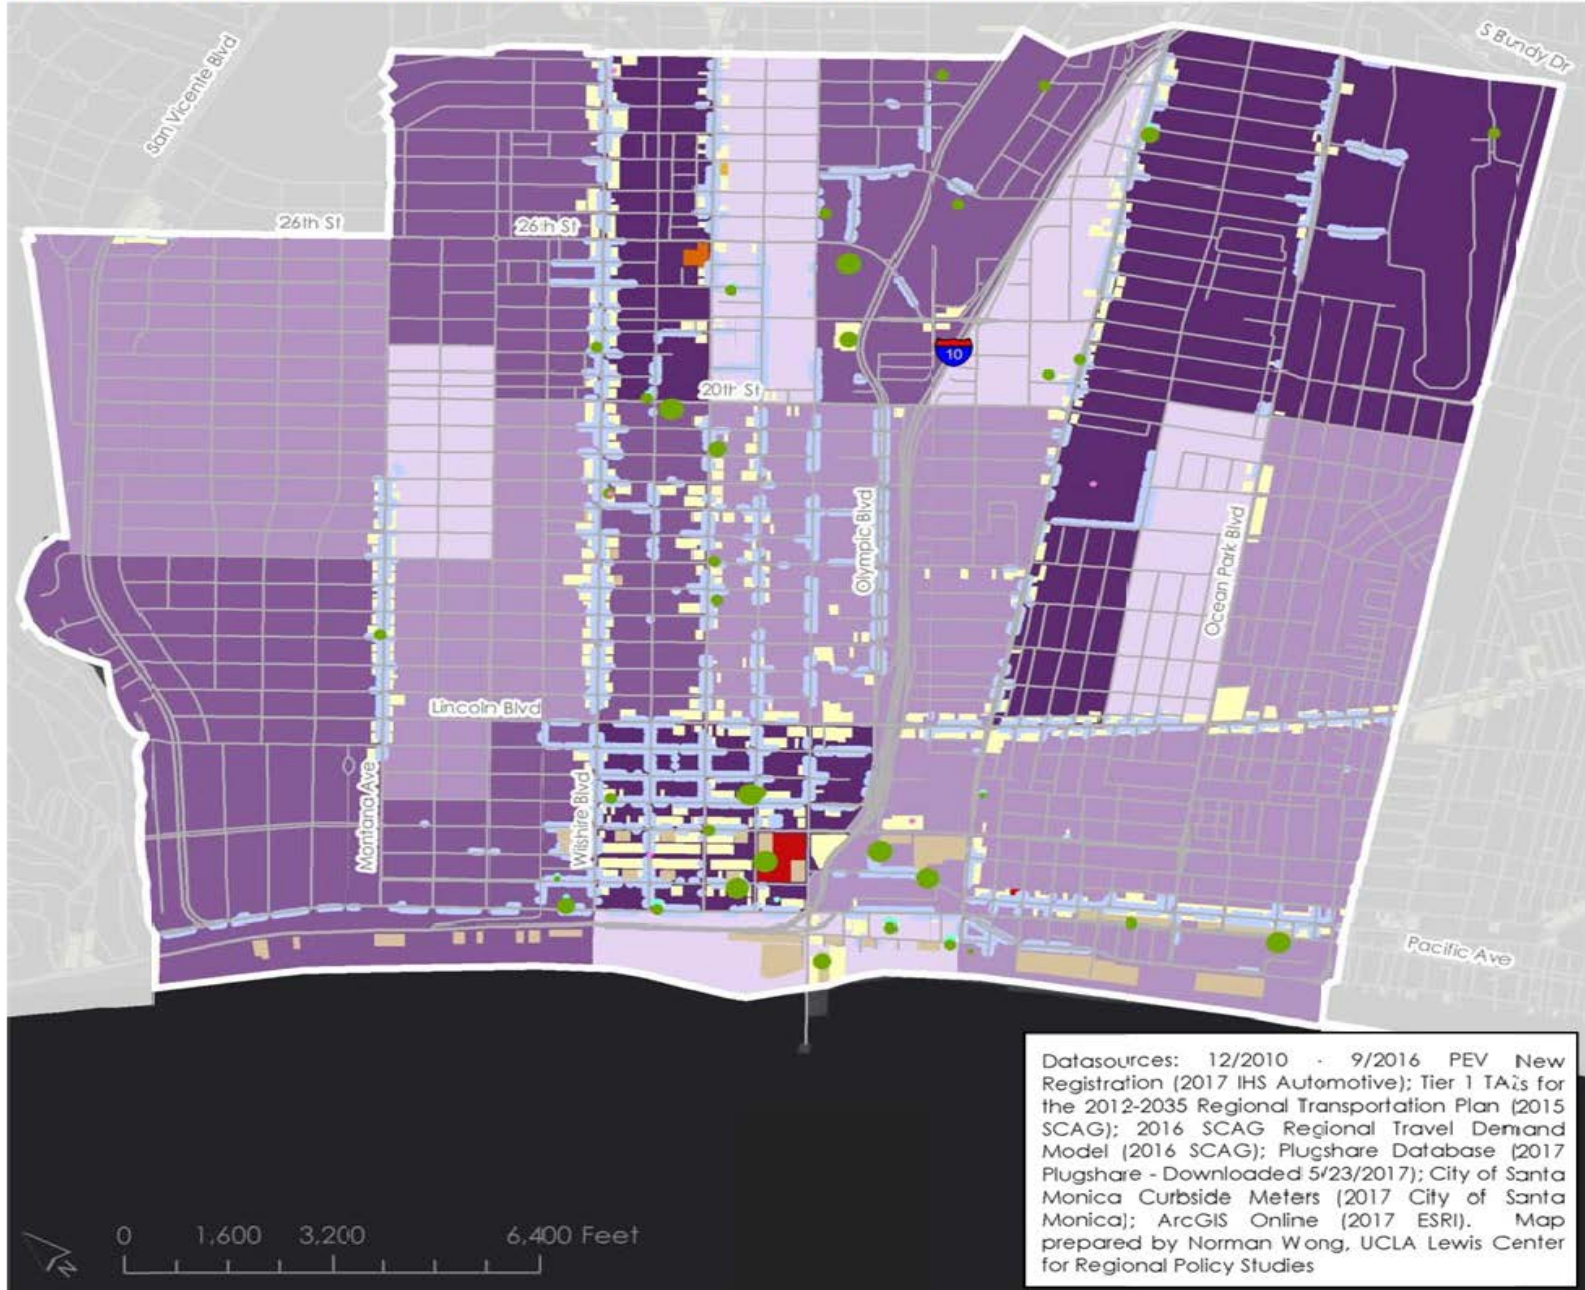 San Vicente Blvd
S Bundy Dr
26th St
26th St
10
20th St
Olympic Blvd
Ocean Park Blvd
Lincoln Blvd
Montana Ave
Wilshire Blvd
Pacific Ave
Datasources: 12/2010 - 9/2016 PEV New
Registration (2017 IHS Automotive); Tier 1 TAZs for
the 2012-2035 Regional Transportation Plan (2015
SCAG); 2016 SCAG Regional Travel Demand
Model (2016 SCAG); Plugshare Database (2017
Plugshare - Downloaded 5/23/2017); City of Santa
Monica Curbside Meters (2017 City of Santa
Monica); ArcGIS Online (2017 ESRI). Map
prepared by Norman Wong, UCLA Lewis Center
for Regional Policy Studies
0 1,600 3,200 6,400 Feet
N